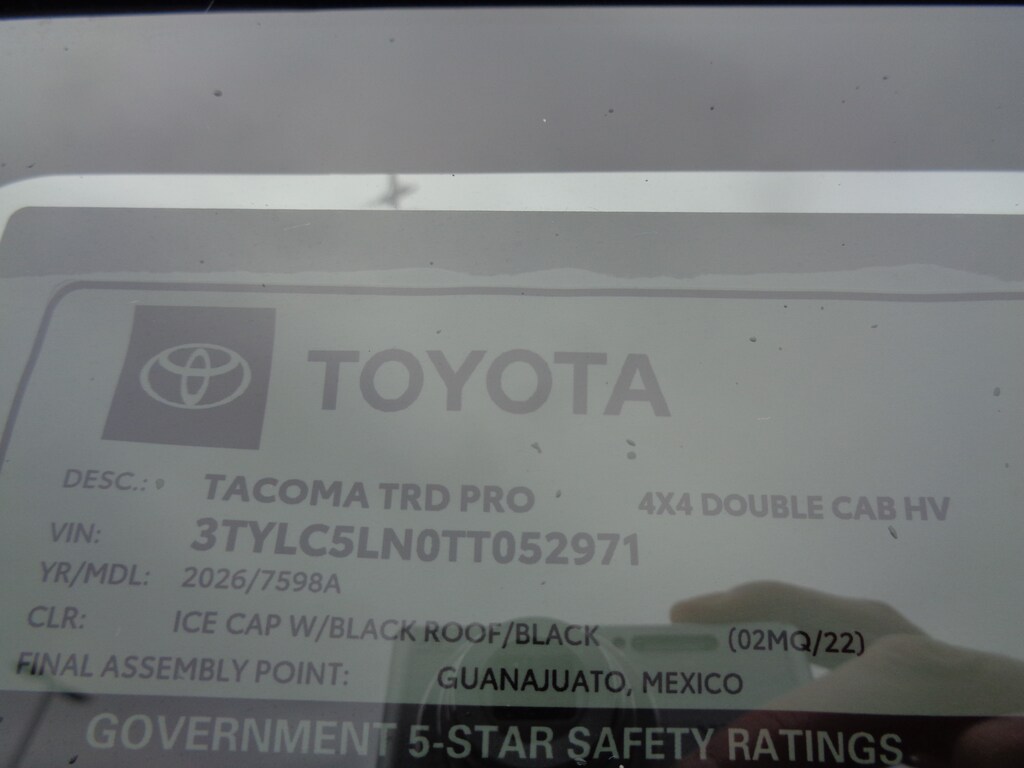 TOYOTA
DESC.: TACOMA TRD PRO 4X4 DOUBLE CAB HV
VIN: 3TYLC5LN0TT052971
YR/MDL: 2026/7598A
CLR: ICE CAP W/BLACK ROOF/BLACK (02MQ/22)
FINAL ASSEMBLY POINT: GUANAJUATO, MEXICO
GOVERNMENT 5-STAR SAFETY RATINGS